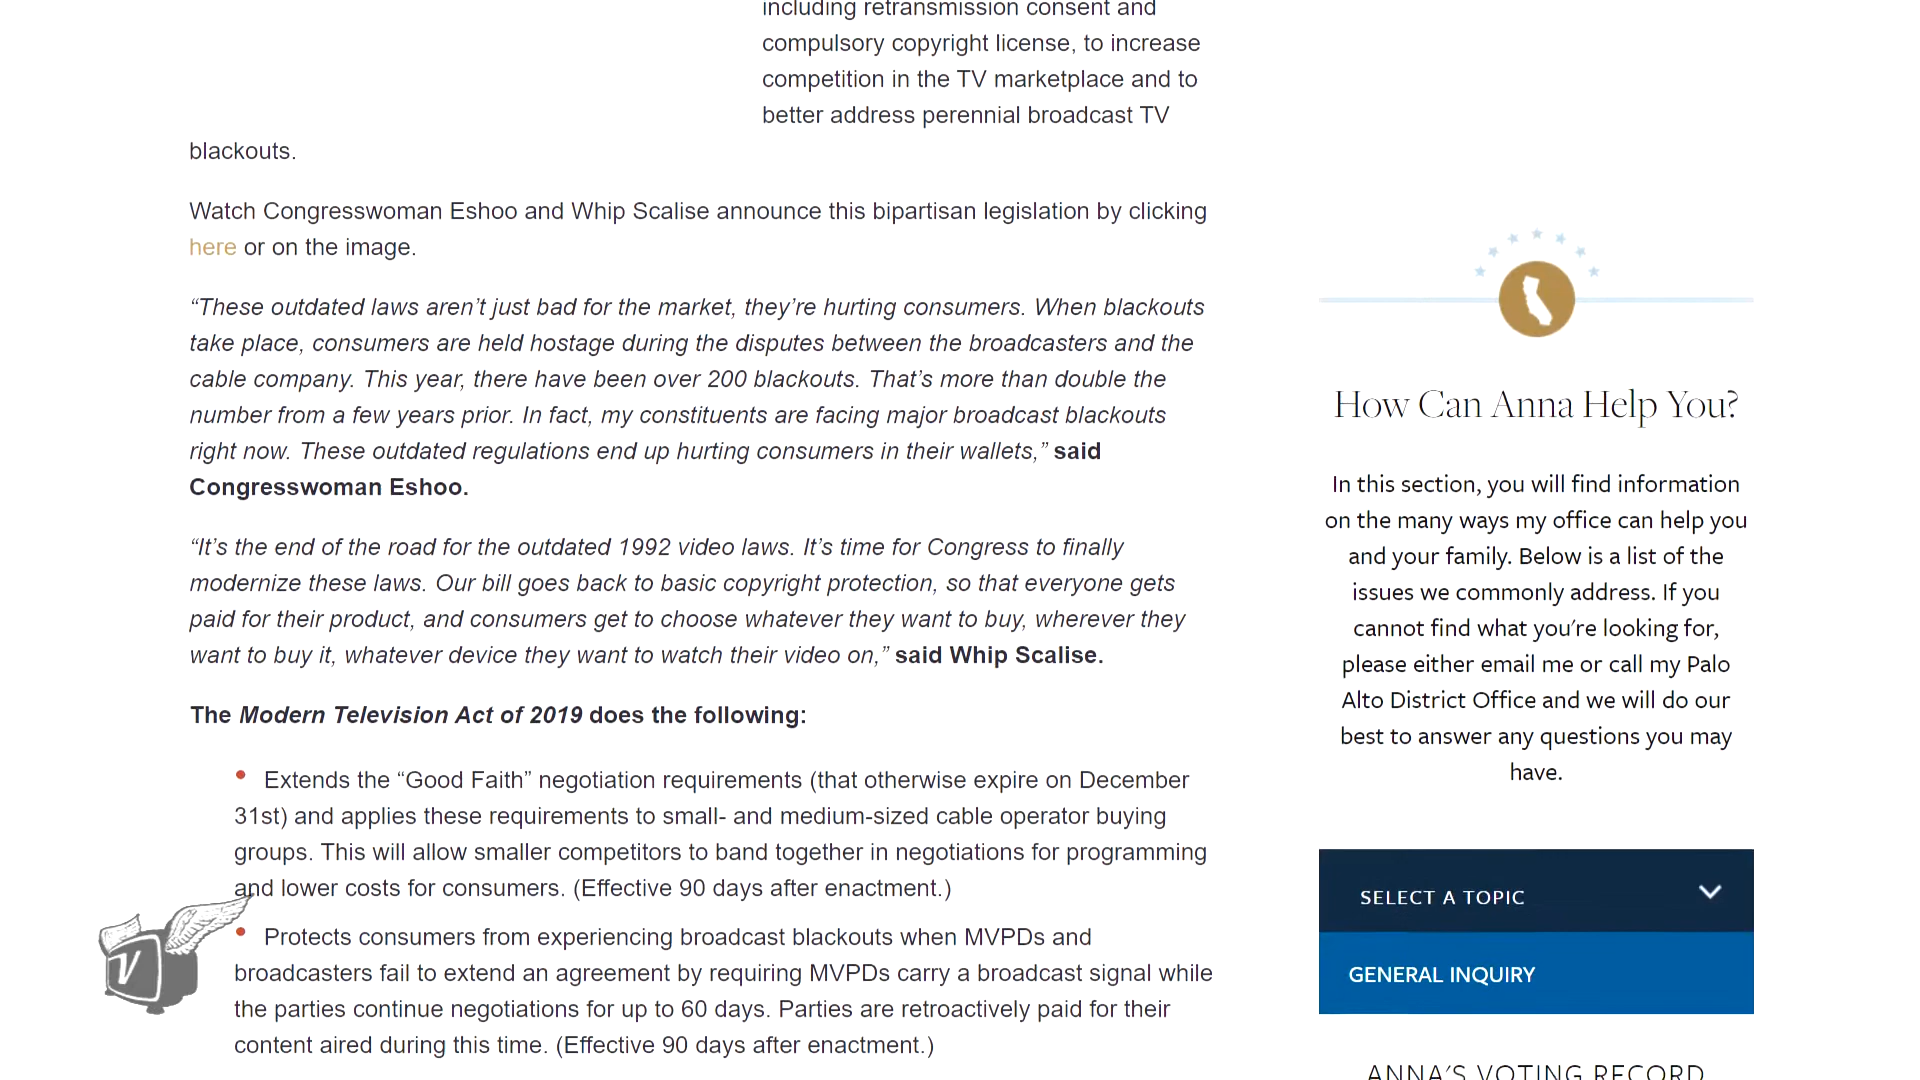 including retransmission consent and
compulsory copyright license, to increase
competition in the TV marketplace and to
better address perennial broadcast TV
blackouts.
Watch Congresswoman Eshoo and Whip Scalise announce this bipartisan legislation by clicking
here or on the image.
“These outdated laws aren’t just bad for the market, they’re hurting consumers. When blackouts
take place, consumers are held hostage during the disputes between the broadcasters and the
cable company. This year, there have been over 200 blackouts. That’s more than double the
number from a few years prior. In fact, my constituents are facing major broadcast blackouts
right now. These outdated regulations end up hurting consumers in their wallets,” said
Congresswoman Eshoo.
“It’s the end of the road for the outdated 1992 video laws. It’s time for Congress to finally
modernize these laws. Our bill goes back to basic copyright protection, so that everyone gets
paid for their product, and consumers get to choose whatever they want to buy, wherever they
want to buy it, whatever device they want to watch their video on,” said Whip Scalise.
The Modern Television Act of 2019 does the following:
• Extends the “Good Faith” negotiation requirements (that otherwise expire on December
31st) and applies these requirements to small- and medium-sized cable operator buying
groups. This will allow smaller competitors to band together in negotiations for programming
and lower costs for consumers. (Effective 90 days after enactment.)
• Protects consumers from experiencing broadcast blackouts when MVPDs and
broadcasters fail to extend an agreement by requiring MVPDs carry a broadcast signal while
the parties continue negotiations for up to 60 days. Parties are retroactively paid for their
content aired during this time. (Effective 90 days after enactment.)
V
How Can Anna Help You?
In this section, you will find information
on the many ways my office can help you
and your family. Below is a list of the
issues we commonly address. If you
cannot find what you're looking for,
please either email me or call my Palo
Alto District Office and we will do our
best to answer any questions you may
have.
SELECT A TOPIC
GENERAL INQUIRY
ANNA'S VOTING RECORD